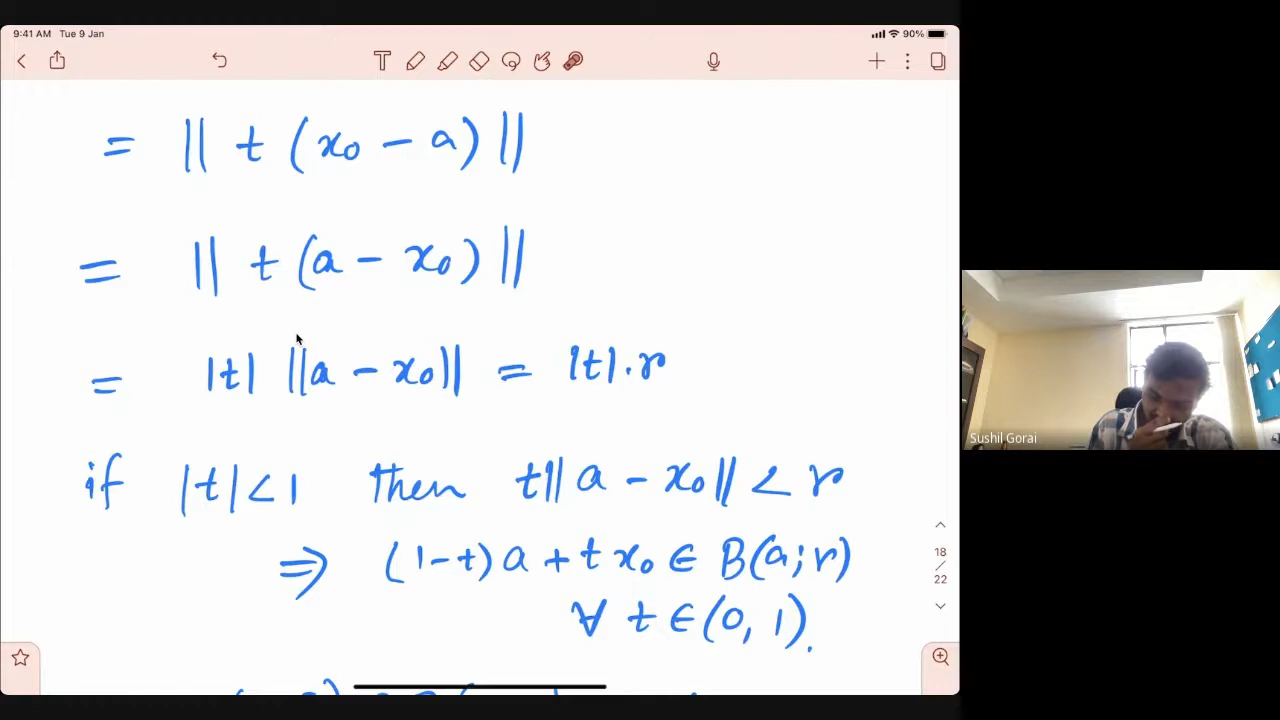 9:41 AM Tue 9 Jan
90%
= || t (x₀ - a) ||
= || t (a - x₀) ||
= |t| ||a - x₀|| = |t|.r
if |t| < 1 then t||a - x₀|| < r
⇒ (1-t)a + t x₀ ∈ B(a; r)
∀ t ∈ (0, 1).
18
/
22
Sushil Gorai